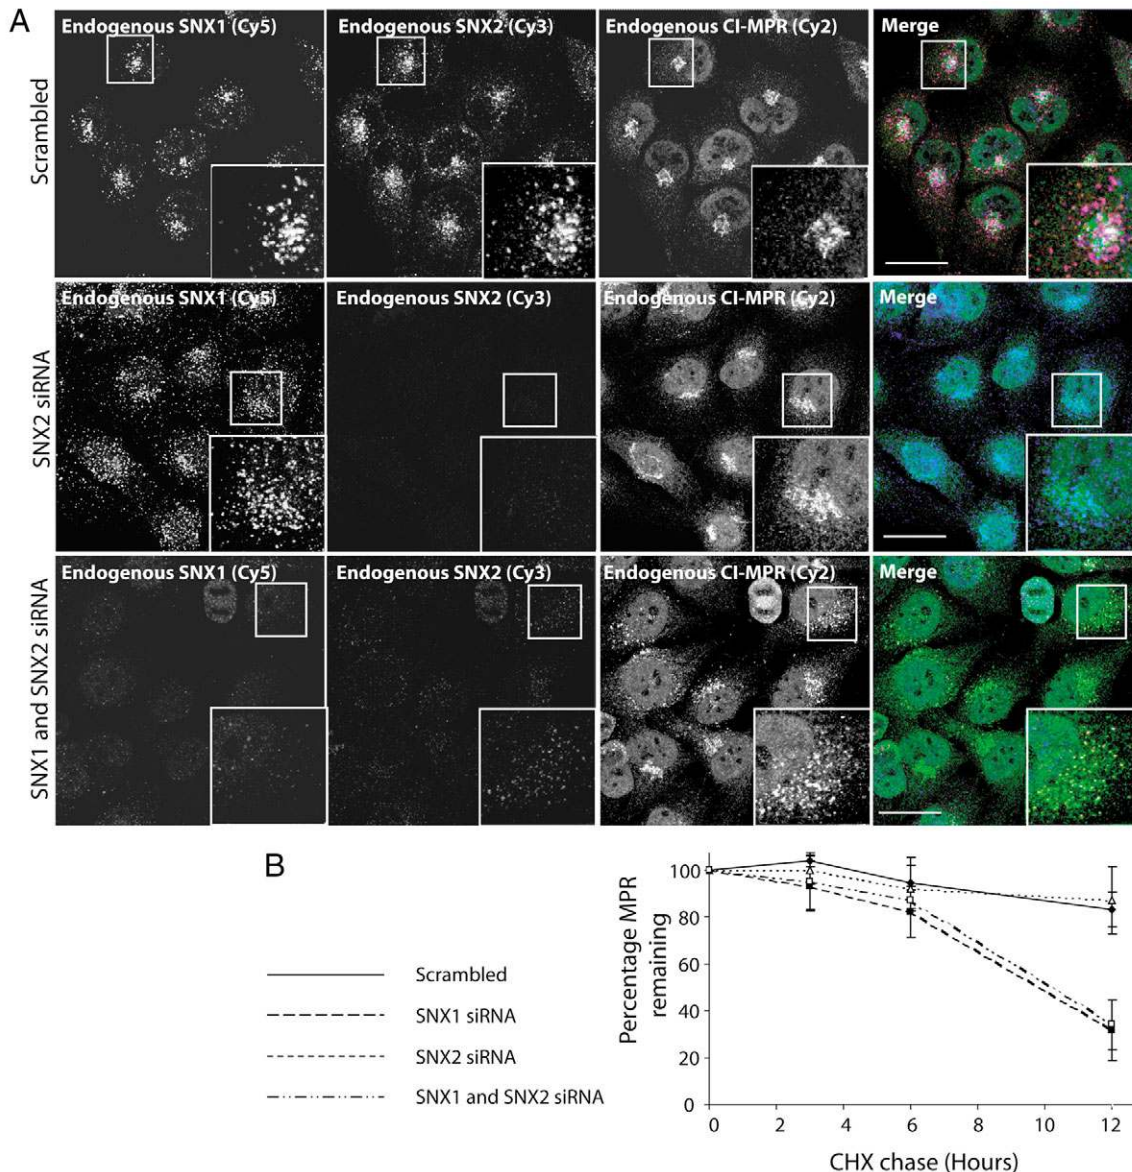 A
Endogenous SNX1 (Cy5) Endogenous SNX2 (Cy3) Endogenous CI-MPR (Cy2) Merge
Scrambled
Endogenous SNX1 (Cy5) Endogenous SNX2 (Cy3) Endogenous CI-MPR (Cy2) Merge
SNX2 siRNA
Endogenous SNX1 (Cy5) Endogenous SNX2 (Cy3) Endogenous CI-MPR (Cy2) Merge
SNX1 and SNX2 siRNA
B
Scrambled
SNX1 siRNA
SNX2 siRNA
SNX1 and SNX2 siRNA
Percentage MPR
remaining
100
80
60
40
20
0
0 2 4 6 8 10 12
CHX chase (Hours)